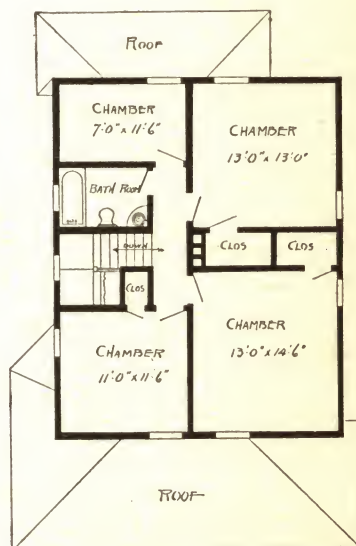 ROOF
CHAMBER
7'-0" x 11'-6"
CHAMBER
13'-0" x 13'-0"
BATH ROOM
DOWN
CLOS
CLOS
CLOS
CHAMBER
11'-0" x 11'-6"
CHAMBER
13'-0" x 14'-6"
ROOF